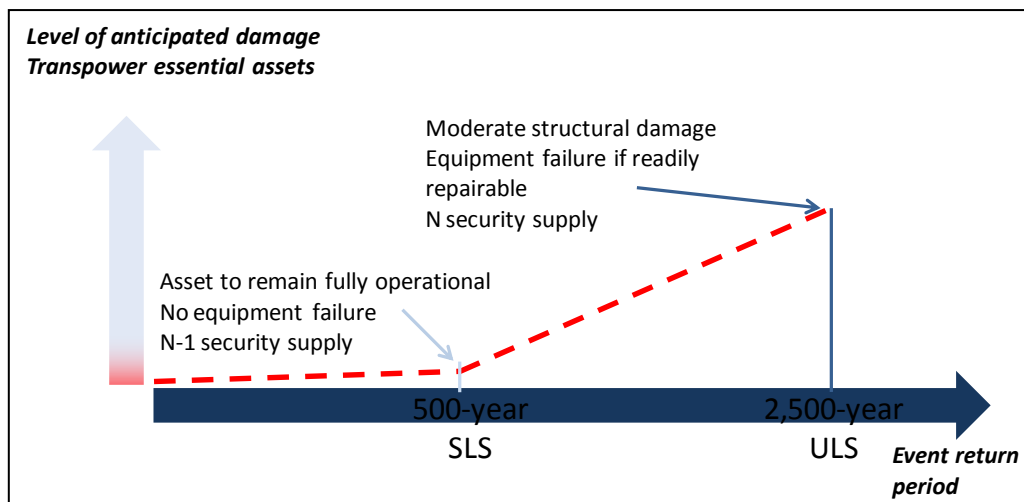 Level of anticipated damage
Transpower essential assets
Moderate structural damage
Equipment failure if readily
repairable
N security supply
Asset to remain fully operational
No equipment failure
N-1 security supply
500-year
2,500-year
SLS
ULS
Event return
period